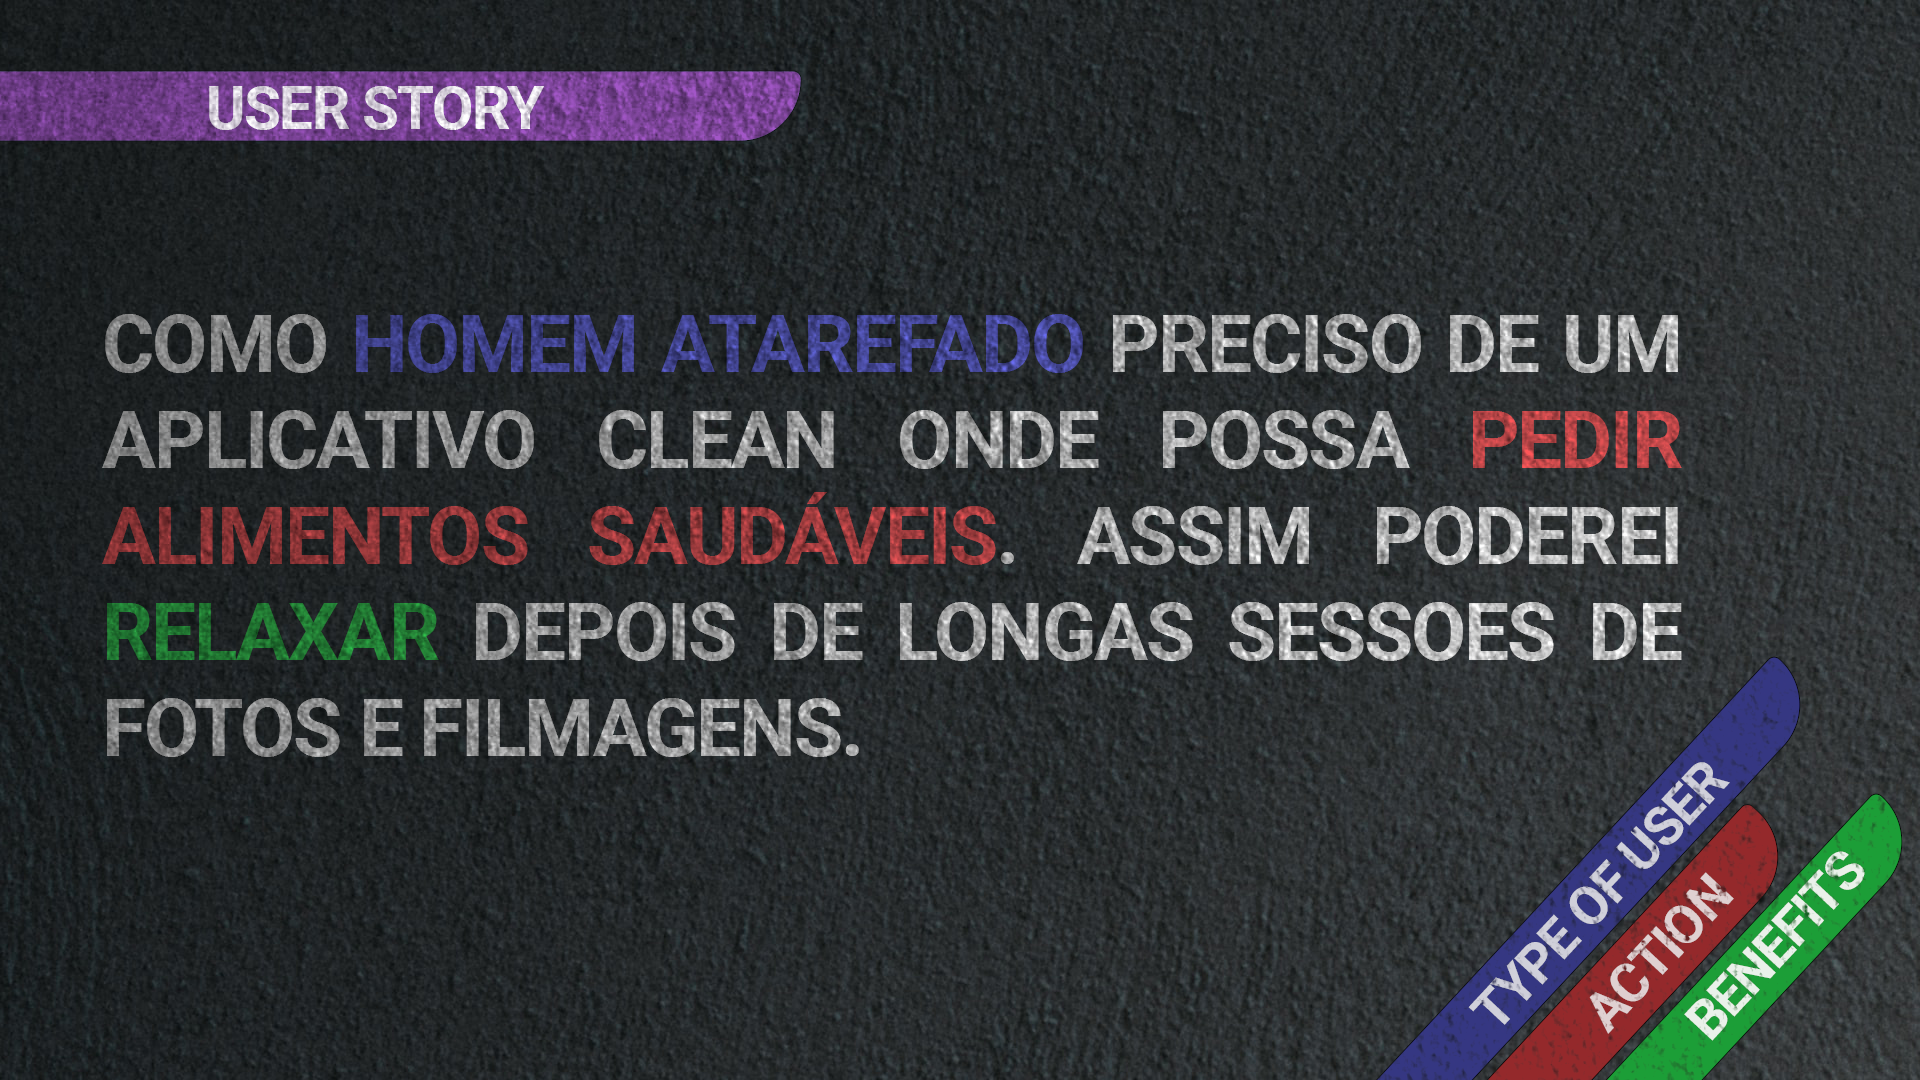 USER STORY
COMO HOMEM ATAREFADO PRECISO DE UM
APLICATIVO CLEAN ONDE POSSA PEDIR
ALIMENTOS SAUDÁVEIS. ASSIM PODEREI
RELAXAR DEPOIS DE LONGAS SESSOES DE
FOTOS E FILMAGENS.
TYPE OF USER
ACTION
BENEFITS